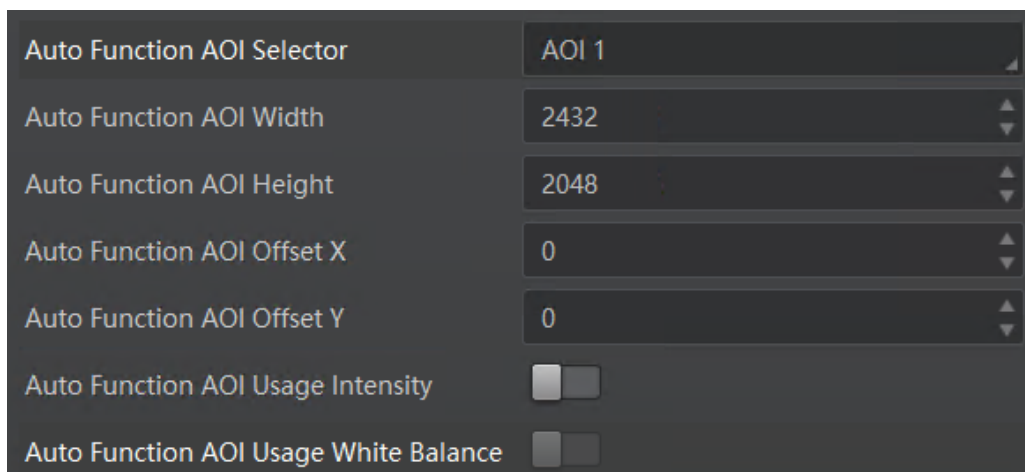 Auto Function AOI Selector AOI 1
Auto Function AOI Width 2432
Auto Function AOI Height 2048
Auto Function AOI Offset X 0
Auto Function AOI Offset Y 0
Auto Function AOI Usage Intensity
Auto Function AOI Usage White Balance